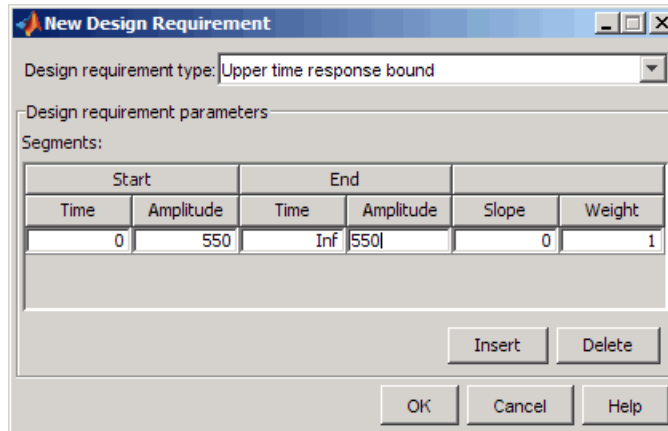 New Design Requirement
Design requirement type: Upper time response bound
Design requirement parameters
Segments:
Start End
Time Amplitude Time Amplitude Slope Weight
0 550 Inf 550 0 1
Insert Delete
OK Cancel Help